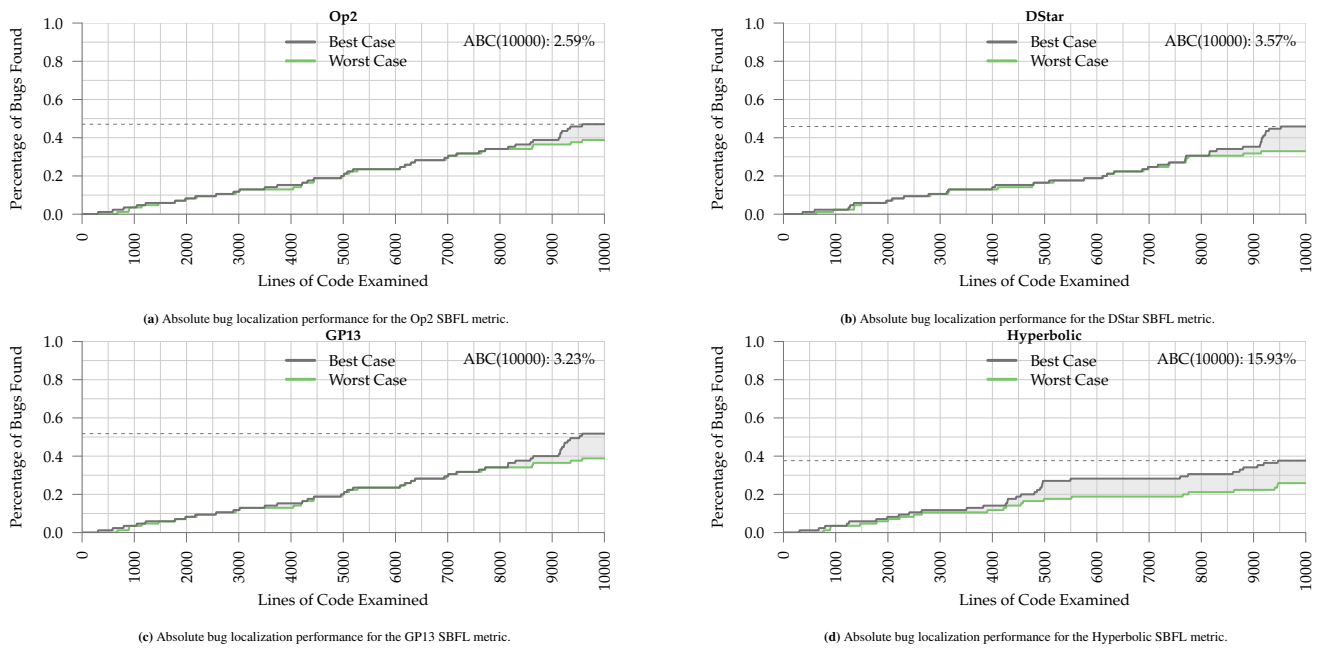 Op2
Percentage of Bugs Found
1.0
0.8
0.6
0.4
0.2
0.0
Best Case
Worst Case
ABC(10000): 2.59%
0
1000
2000
3000
4000
5000
6000
7000
8000
9000
10000
Lines of Code Examined
(a) Absolute bug localization performance for the Op2 SBFL metric.
DStar
Percentage of Bugs Found
1.0
0.8
0.6
0.4
0.2
0.0
Best Case
Worst Case
ABC(10000): 3.57%
0
1000
2000
3000
4000
5000
6000
7000
8000
9000
10000
Lines of Code Examined
(b) Absolute bug localization performance for the DStar SBFL metric.
GP13
Percentage of Bugs Found
1.0
0.8
0.6
0.4
0.2
0.0
Best Case
Worst Case
ABC(10000): 3.23%
0
1000
2000
3000
4000
5000
6000
7000
8000
9000
10000
Lines of Code Examined
(c) Absolute bug localization performance for the GP13 SBFL metric.
Hyperbolic
Percentage of Bugs Found
1.0
0.8
0.6
0.4
0.2
0.0
Best Case
Worst Case
ABC(10000): 15.93%
0
1000
2000
3000
4000
5000
6000
7000
8000
9000
10000
Lines of Code Examined
(d) Absolute bug localization performance for the Hyperbolic SBFL metric.